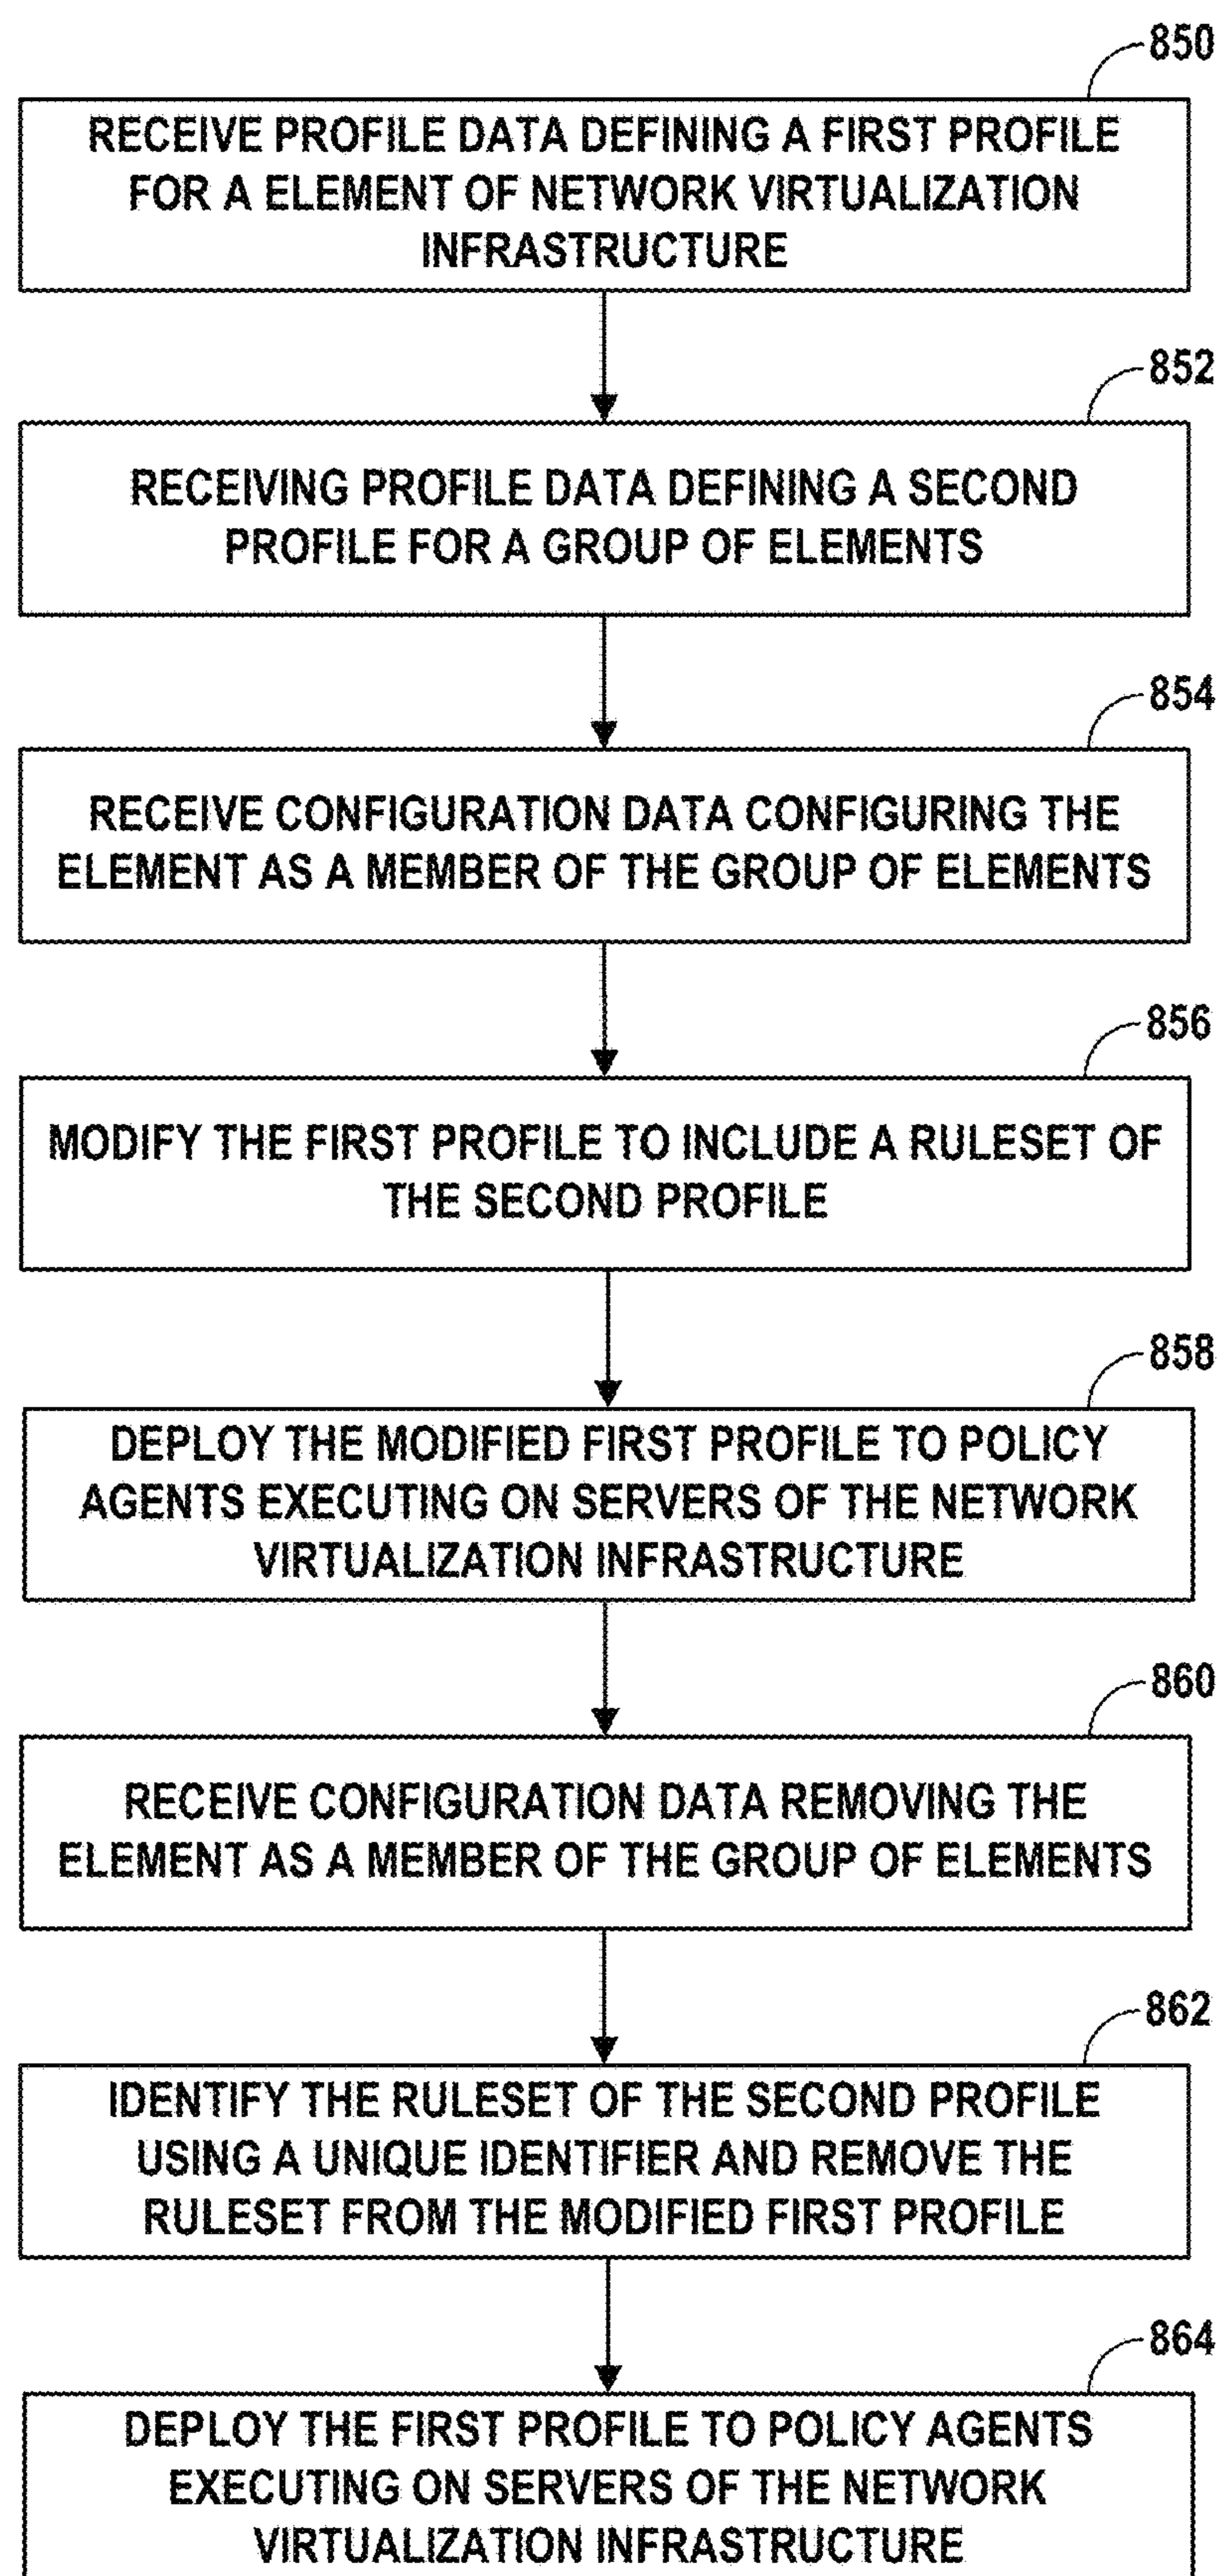 850
RECEIVE PROFILE DATA DEFINING A FIRST PROFILE
FOR A ELEMENT OF NETWORK VIRTUALIZATION
INFRASTRUCTURE
852
RECEIVING PROFILE DATA DEFINING A SECOND
PROFILE FOR A GROUP OF ELEMENTS
854
RECEIVE CONFIGURATION DATA CONFIGURING THE
ELEMENT AS A MEMBER OF THE GROUP OF ELEMENTS
856
MODIFY THE FIRST PROFILE TO INCLUDE A RULESET OF
THE SECOND PROFILE
858
DEPLOY THE MODIFIED FIRST PROFILE TO POLICY
AGENTS EXECUTING ON SERVERS OF THE NETWORK
VIRTUALIZATION INFRASTRUCTURE
860
RECEIVE CONFIGURATION DATA REMOVING THE
ELEMENT AS A MEMBER OF THE GROUP OF ELEMENTS
862
IDENTIFY THE RULESET OF THE SECOND PROFILE
USING A UNIQUE IDENTIFIER AND REMOVE THE
RULESET FROM THE MODIFIED FIRST PROFILE
864
DEPLOY THE FIRST PROFILE TO POLICY AGENTS
EXECUTING ON SERVERS OF THE NETWORK
VIRTUALIZATION INFRASTRUCTURE